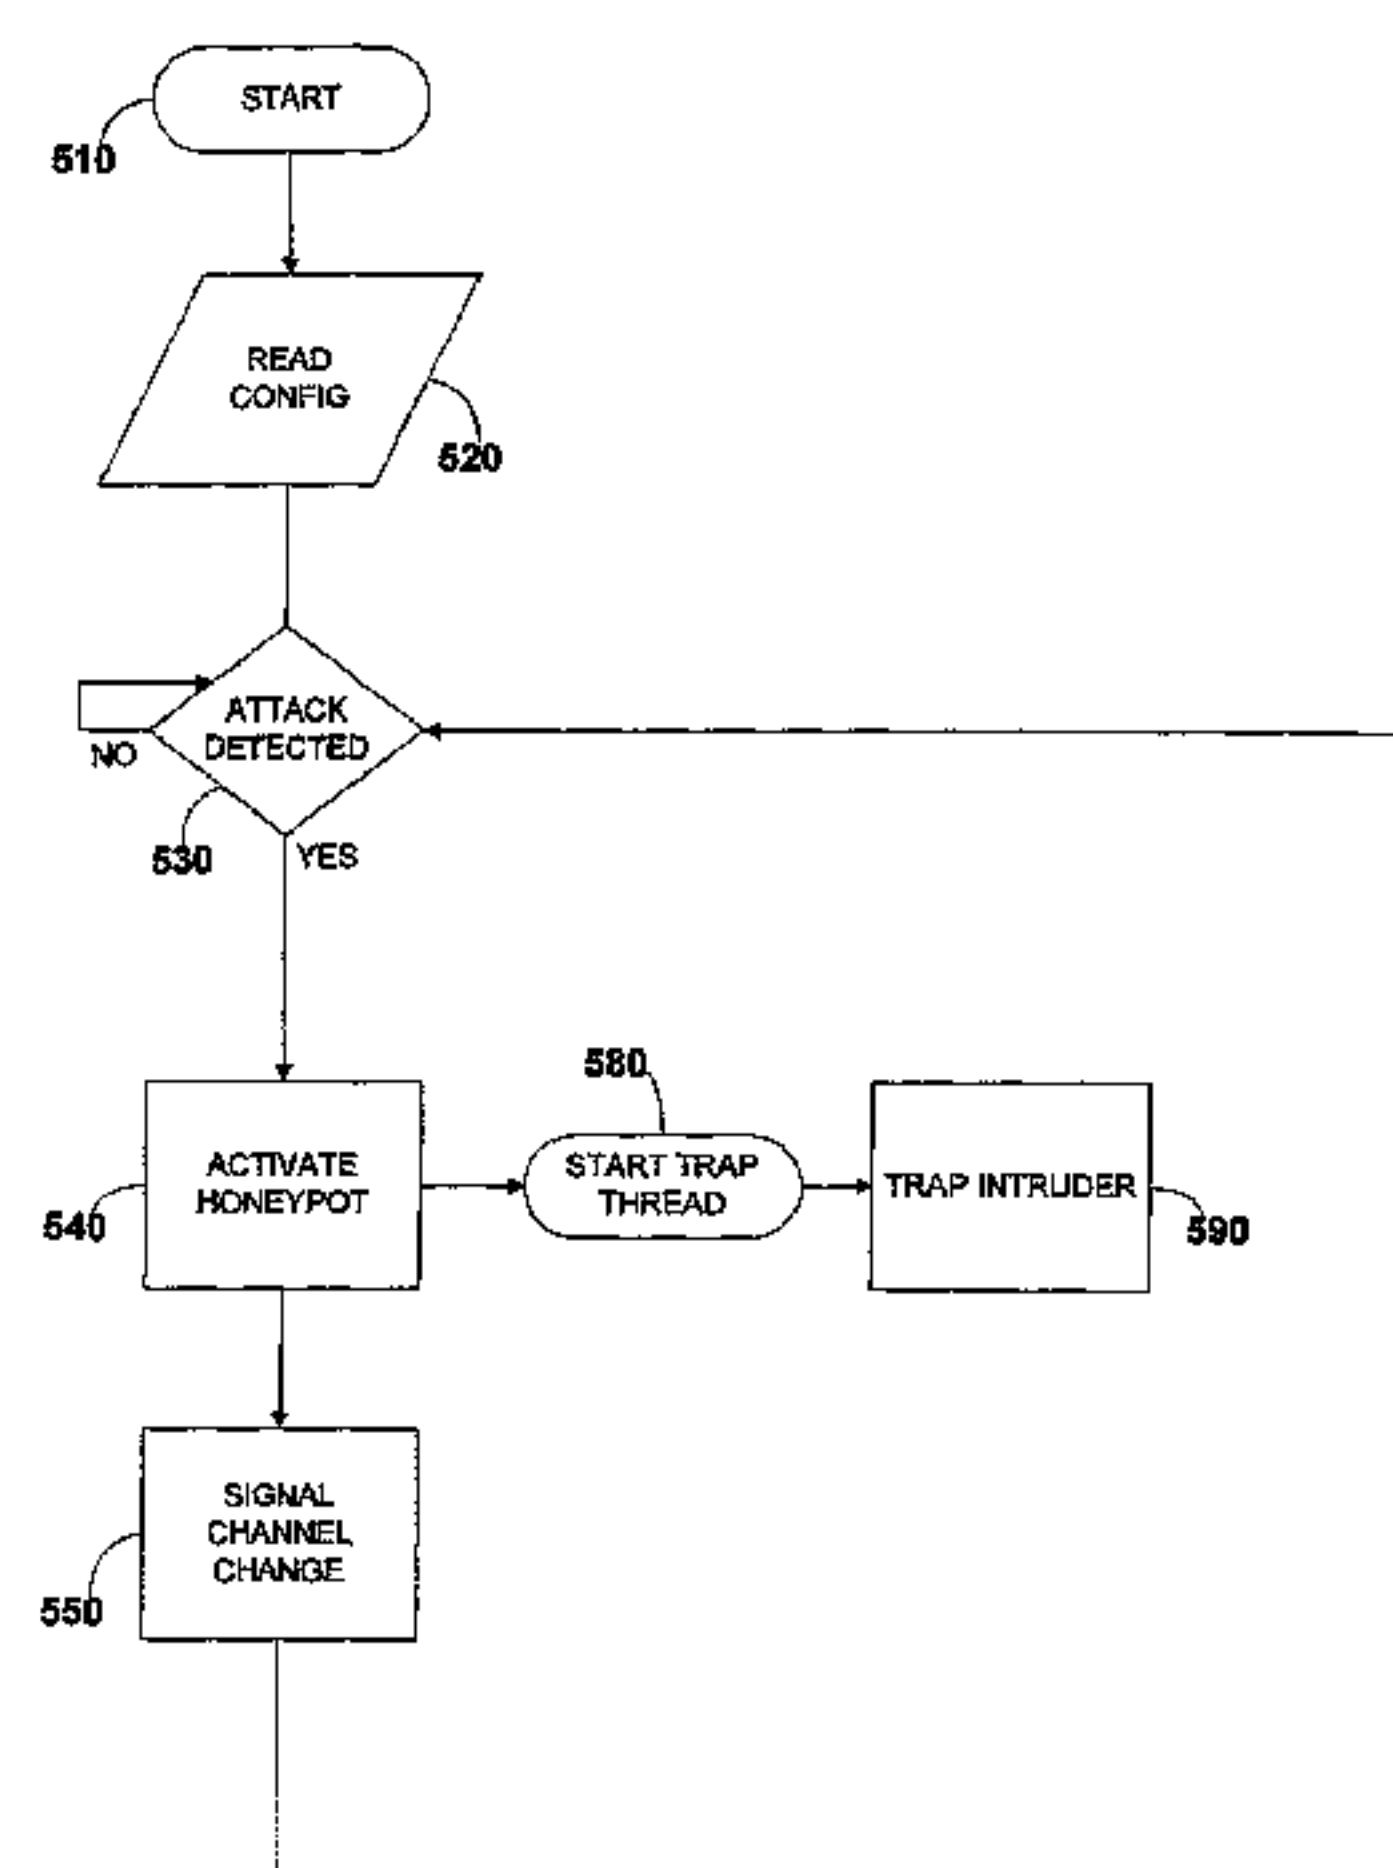 START
510
READ
CONFIG
520
ATTACK
DETECTED
NO
530
YES
580
ACTIVATE
HONEYPOT
START TRAP
THREAD
TRAP INTRUDER
540
590
SIGNAL
CHANNEL
CHANGE
550